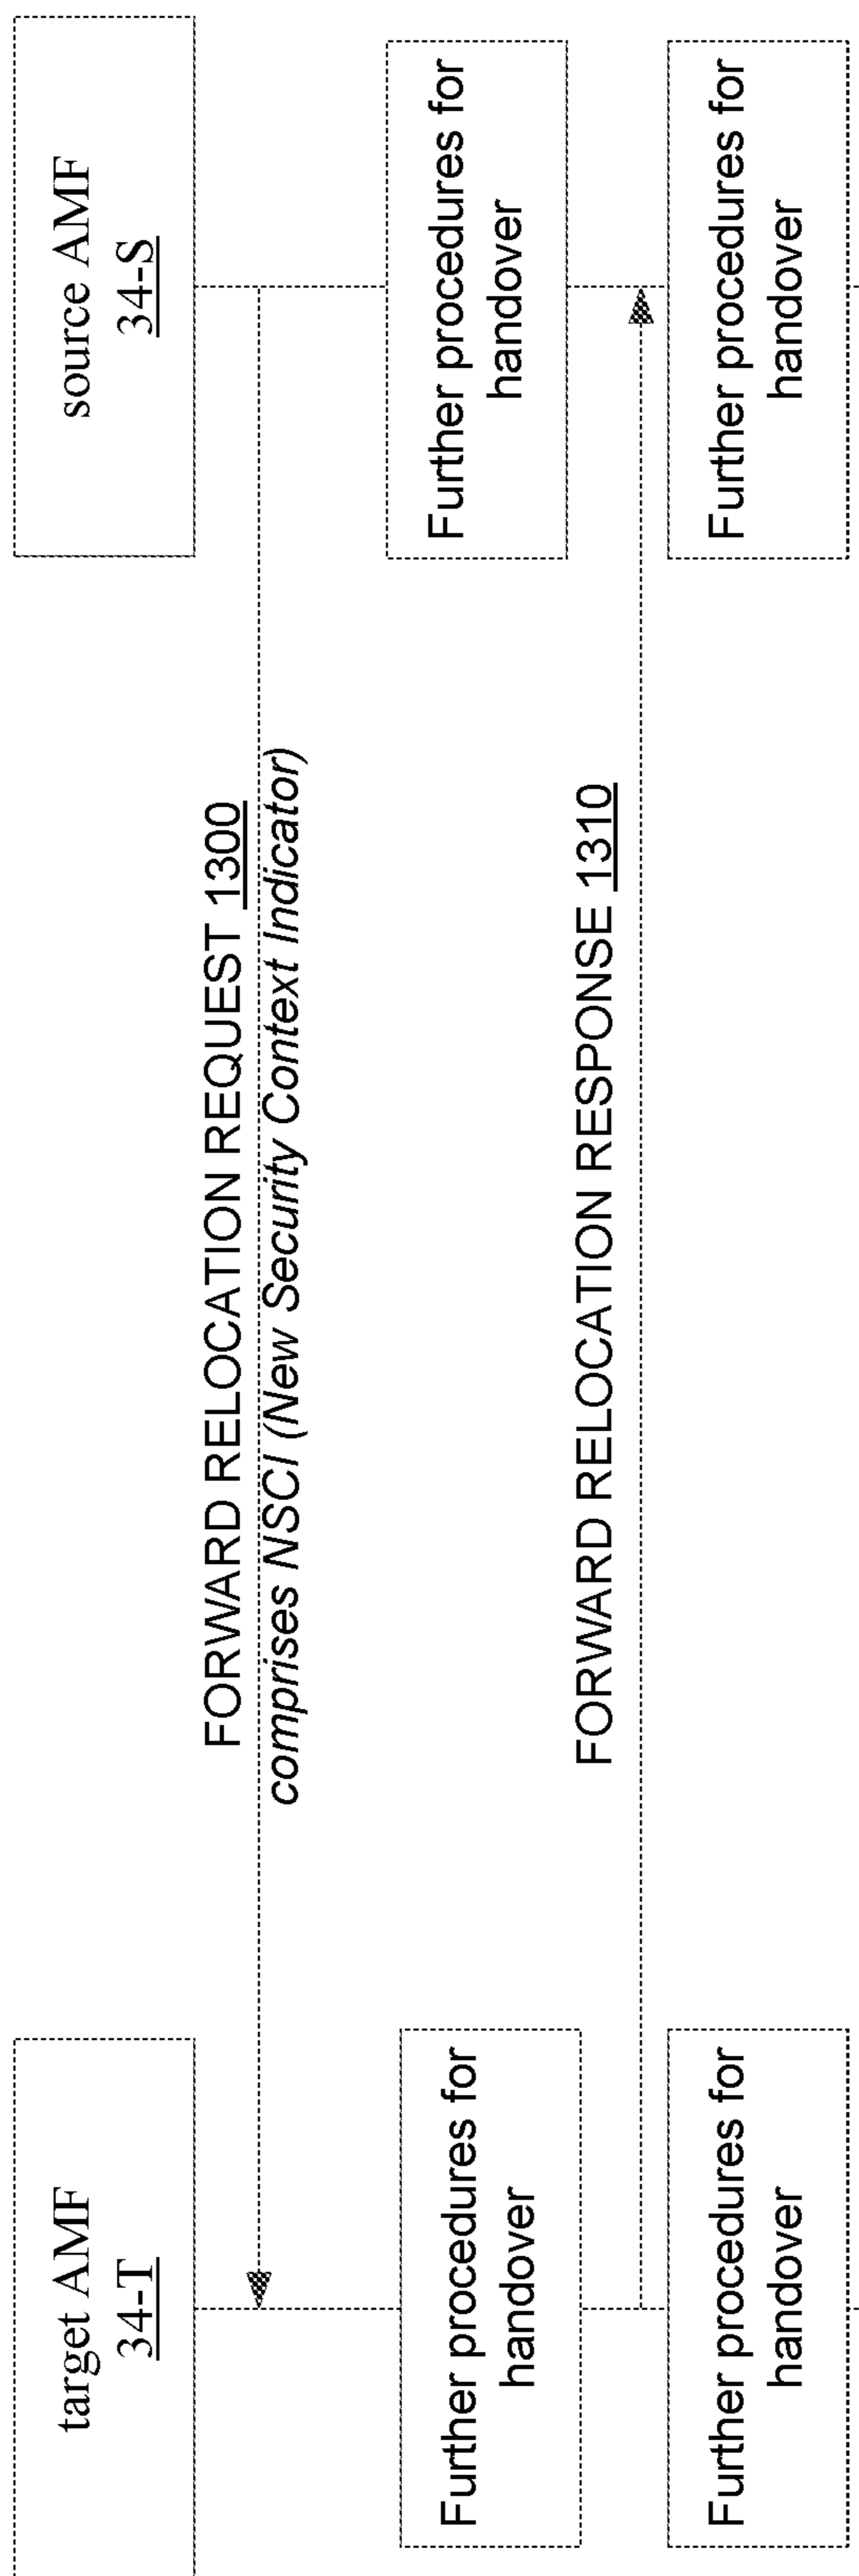 target AMF
34-T
source AMF
34-S
FORWARD RELOCATION REQUEST 1300
comprises NSCI (New Security Context Indicator)
Further procedures for
handover
Further procedures for
handover
FORWARD RELOCATION RESPONSE 1310
Further procedures for
handover
Further procedures for
handover